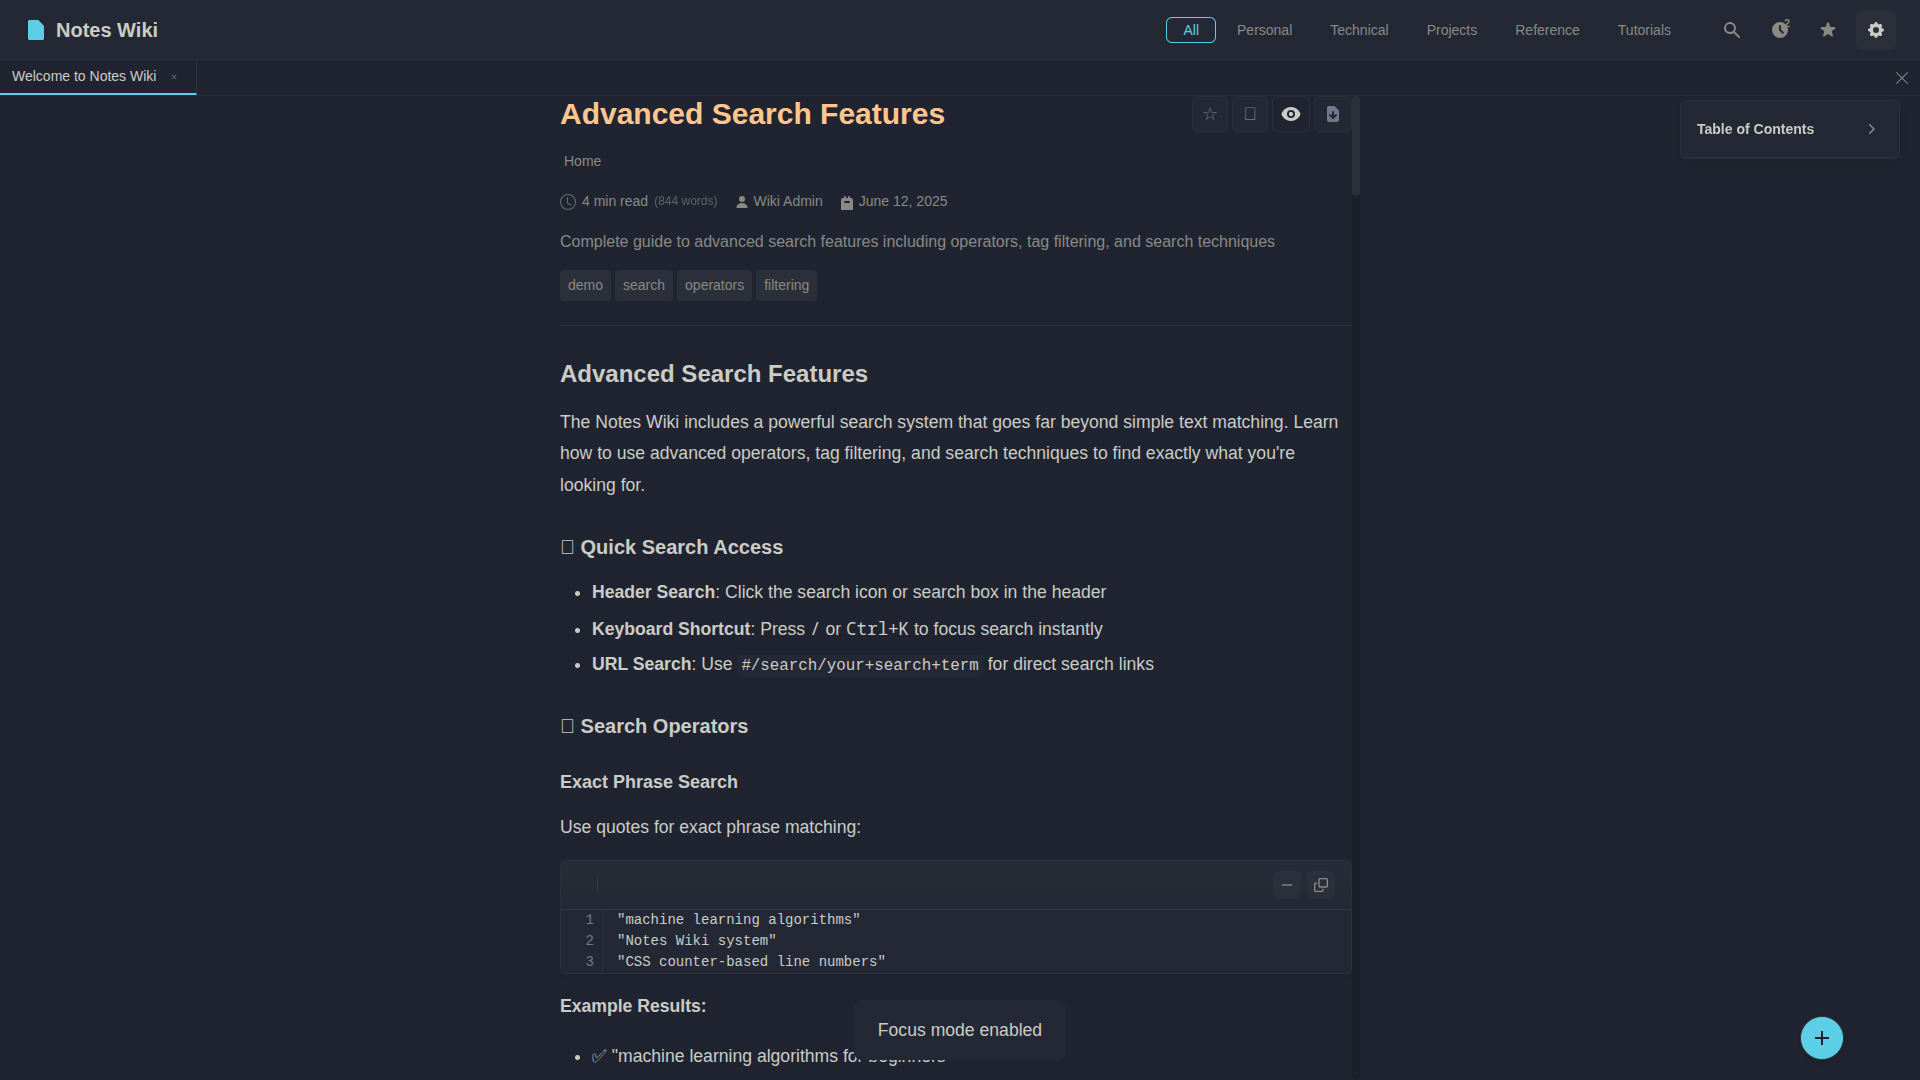 Notes Wiki
All Personal Technical Projects Reference Tutorials 2
Welcome to Notes Wiki ×
Advanced Search Features
Table of Contents
Home
4 min read (844 words) Wiki Admin June 12, 2025
Complete guide to advanced search features including operators, tag filtering, and search techniques
demo search operators filtering
Advanced Search Features
The Notes Wiki includes a powerful search system that goes far beyond simple text matching. Learn
how to use advanced operators, tag filtering, and search techniques to find exactly what you're
looking for.
Quick Search Access
• Header Search: Click the search icon or search box in the header
• Keyboard Shortcut: Press / or Ctrl+K to focus search instantly
• URL Search: Use #/search/your+search+term for direct search links
Search Operators
Exact Phrase Search
Use quotes for exact phrase matching:
1 "machine learning algorithms"
2 "Notes Wiki system"
3 "CSS counter-based line numbers"
Example Results:
Focus mode enabled
• ✅ "machine learning algorithms for beginners"